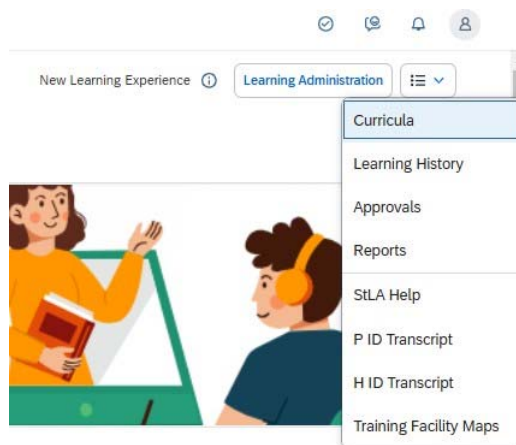 New Learning Experience
Learning Administration
Curricula
Learning History
Approvals
Reports
StLA Help
P ID Transcript
H ID Transcript
Training Facility Maps